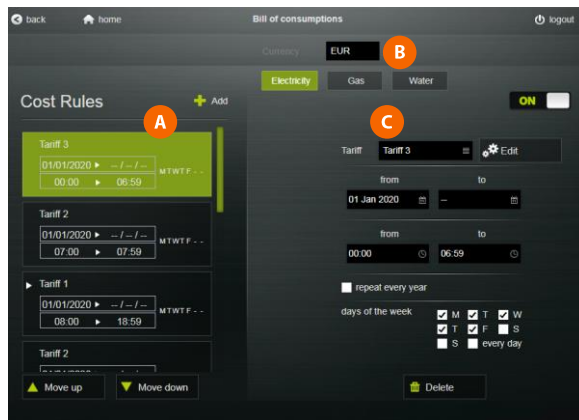 back home Bill of consumptions logout
Currency EUR B
Electricity Gas Water
Cost Rules Add ON
A C
Tariff 3
01/01/2020 -- / -- / --
00:00 06:59
M T W T F - -
Tariff Tariff 3 Edit
from to
01 Jan 2020 --
Tariff 2
01/01/2020 -- / -- / --
07:00 07:59
M T W T F - -
from to
00:00 06:59
Tariff 1
01/01/2020 -- / -- / --
08:00 18:59
M T W T F - -
repeat every year
days of the week M T W
T F S
S every day
Tariff 2
Move up Move down Delete